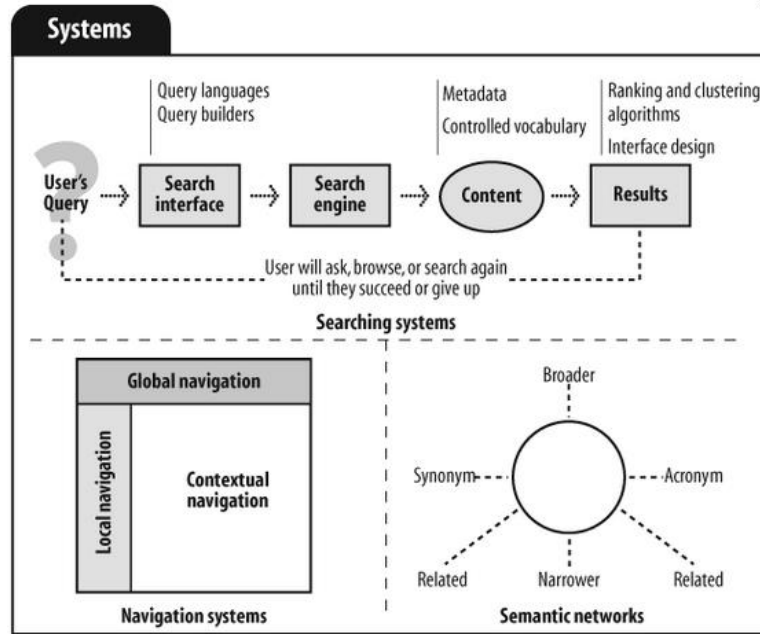 Systems
Query languages
Query builders
Metadata
Controlled vocabulary
Ranking and clustering
algorithms
Interface design
?
User's
Query
Search
interface
Search
engine
Content
Results
User will ask, browse, or search again
until they succeed or give up
Searching systems
Global navigation
Local navigation
Contextual
navigation
Navigation systems
Broader
Synonym
Acronym
Related
Narrower
Related
Semantic networks